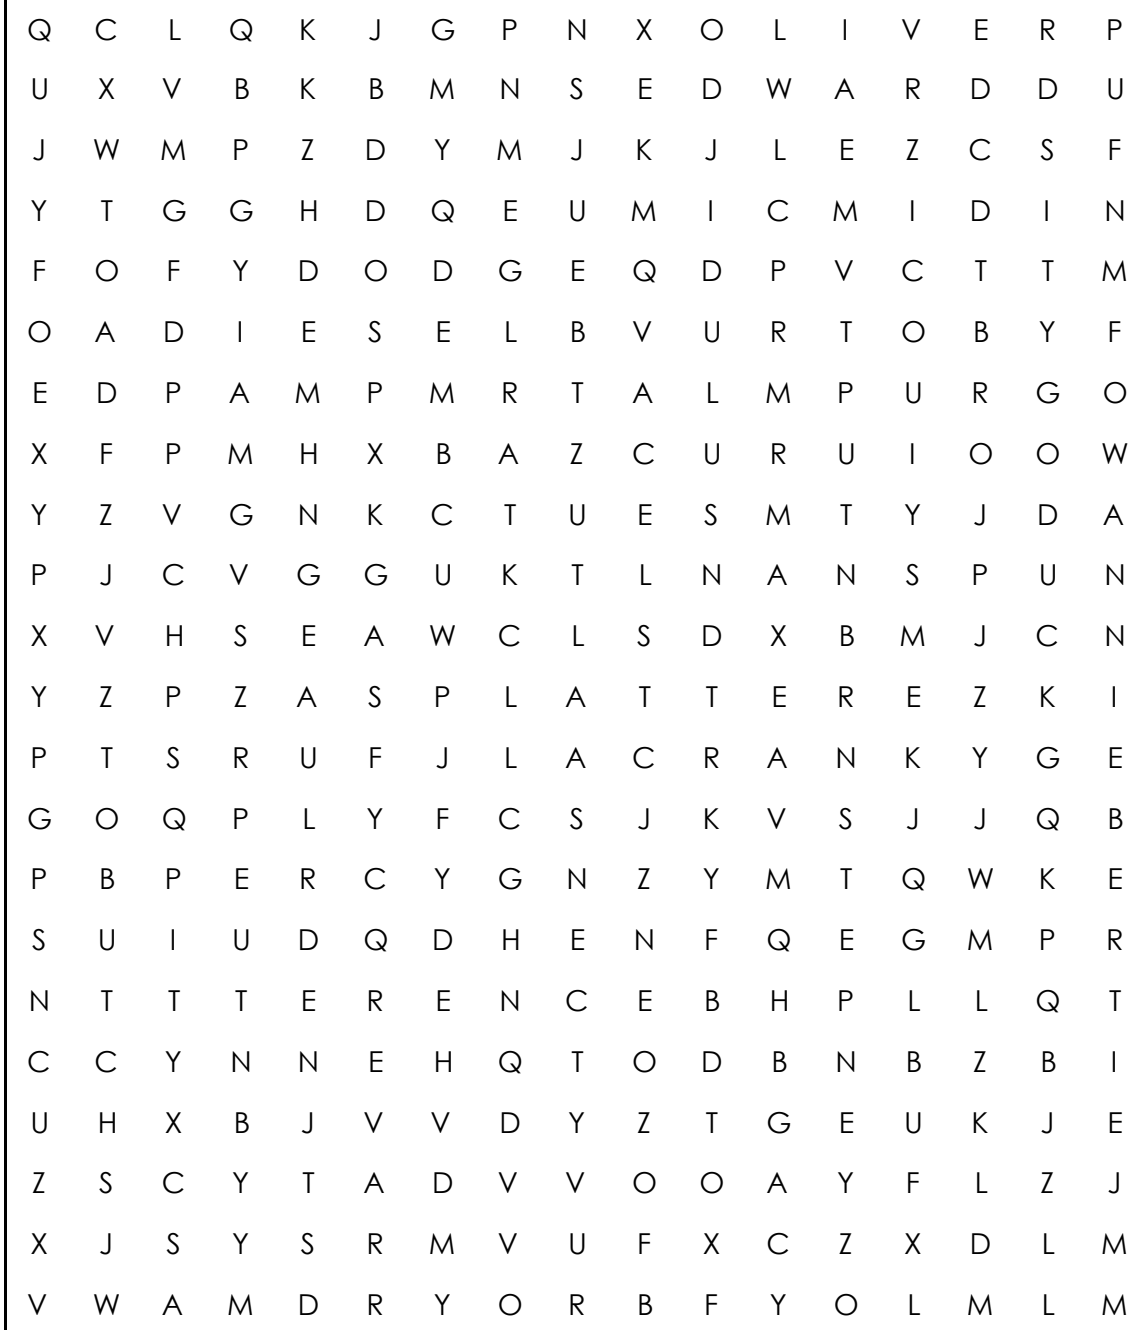 Q C L Q K J G P N X O L I V E R P
U X V B K B M N S E D W A R D D U
J W M P Z D Y M J K J L E Z C S F
Y T G G H D Q E U M I C M I D I N
F O F Y D O D G E Q D P V C T T M
O A D I E S E L B V U R T O B Y F
E D P A M P M R T A L M P U R G O
X F P M H X B A Z C U R U I O O W
Y Z V G N K C T U E S M T Y J D A
P J C V G G U K T L N A N S P U N
X V H S E A W C L S D X B M J C N
Y Z P Z A S P L A T T E R E Z K I
P T S R U F J L A C R A N K Y G E
G O Q P L Y F C S J K V S J J Q B
P B P E R C Y G N Z Y M T Q W K E
S U I U D Q D H E N F Q E G M P R
N T T T E R E N C E B H P L L Q T
C C Y N N E H Q T O D B N B Z B I
U H X B J V V D Y Z T G E U K J E
Z S C Y T A D V V O O A Y F L Z J
X J S Y S R M V U F X C Z X D L M
V W A M D R Y O R B F Y O L M L M